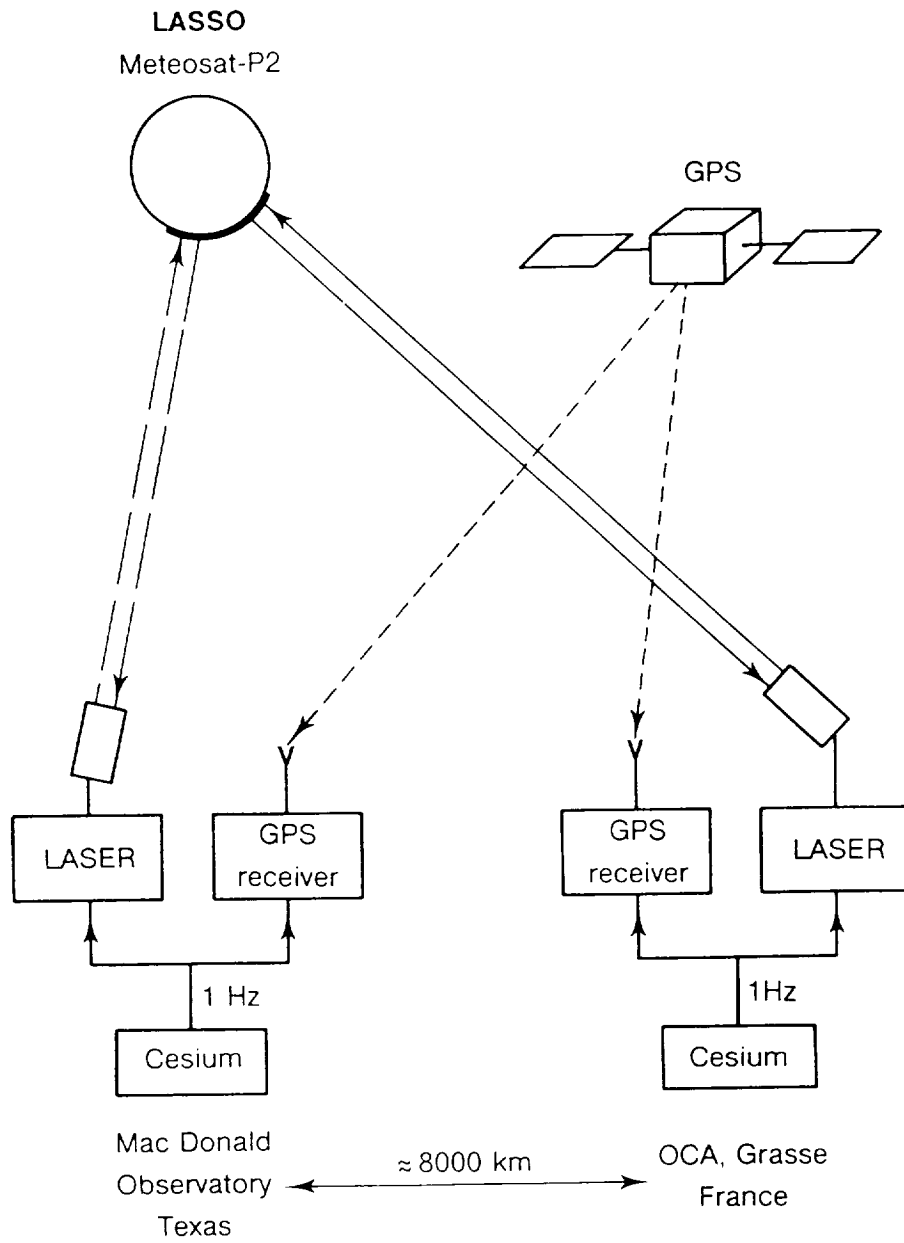 LASSO
Meteosat-P2
GPS
LASER
GPS
receiver
GPS
receiver
LASER
1 Hz
1Hz
Cesium
Cesium
Mac Donald
Observatory
Texas
≈ 8000 km
OCA, Grasse
France